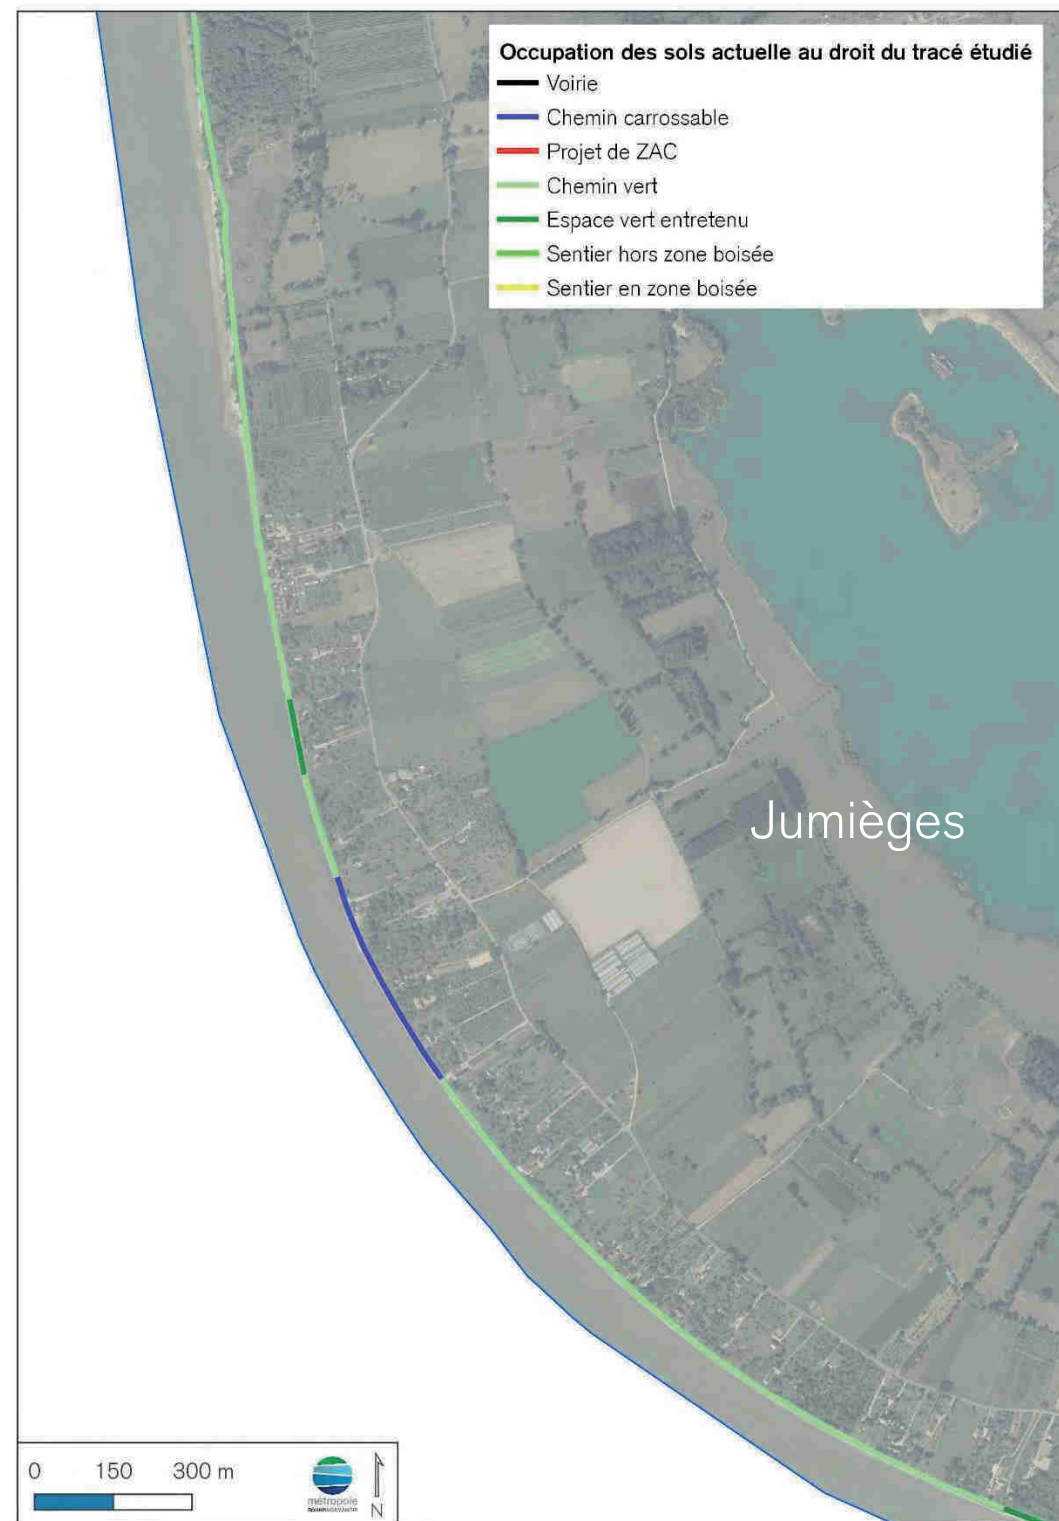 Occupation des sols actuelle au droit du tracé étudié
Voirie
Chemin carrossable
Projet de ZAC
Chemin vert
Espace vert entretenu
Sentier hors zone boisée
Sentier en zone boisée
Jumièges
0 150 300 m
métropole
N